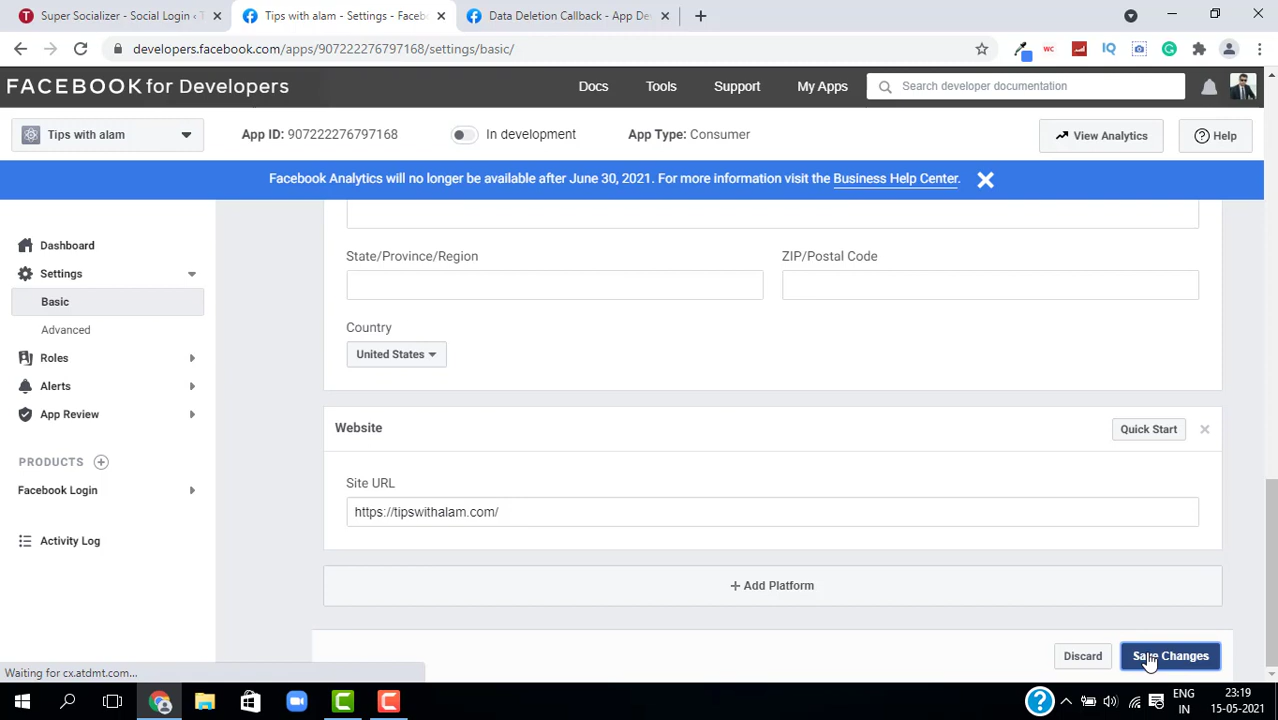 Super Socializer - Social Login ‹ T
Tips with alam - Settings - Faceb
Data Deletion Callback - App De
developers.facebook.com/apps/907222276797168/settings/basic/
FACEBOOK for Developers
Docs
Tools
Support
My Apps
Search developer documentation
Tips with alam
App ID: 907222276797168
In development
App Type: Consumer
View Analytics
Help
Facebook Analytics will no longer be available after June 30, 2021. For more information visit the Business Help Center.
Dashboard
Settings
Basic
Advanced
Roles
Alerts
App Review
PRODUCTS
Facebook Login
Activity Log
State/Province/Region
ZIP/Postal Code
Country
United States
Website
Quick Start
Site URL
https://tipswithalam.com/
+ Add Platform
Discard
Save Changes
Waiting for cx.atdmt.com...
ENG
IN
23:19
15-05-2021